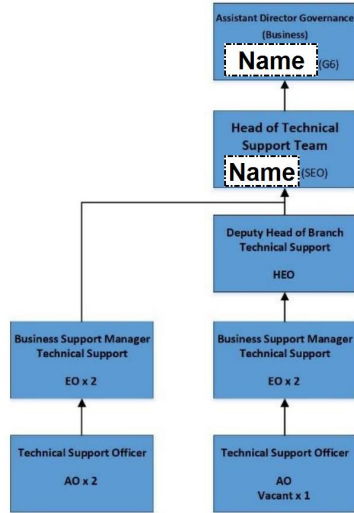 Assistant Director Governance
(Business)
Name (G6)
Head of Technical
Support Team
Name (SEO)
Deputy Head of Branch
Technical Support
HEO
Business Support Manager
Technical Support
EO x 2
Business Support Manager
Technical Support
EO x 2
Technical Support Officer
AO x 2
Technical Support Officer
AO
Vacant x 1